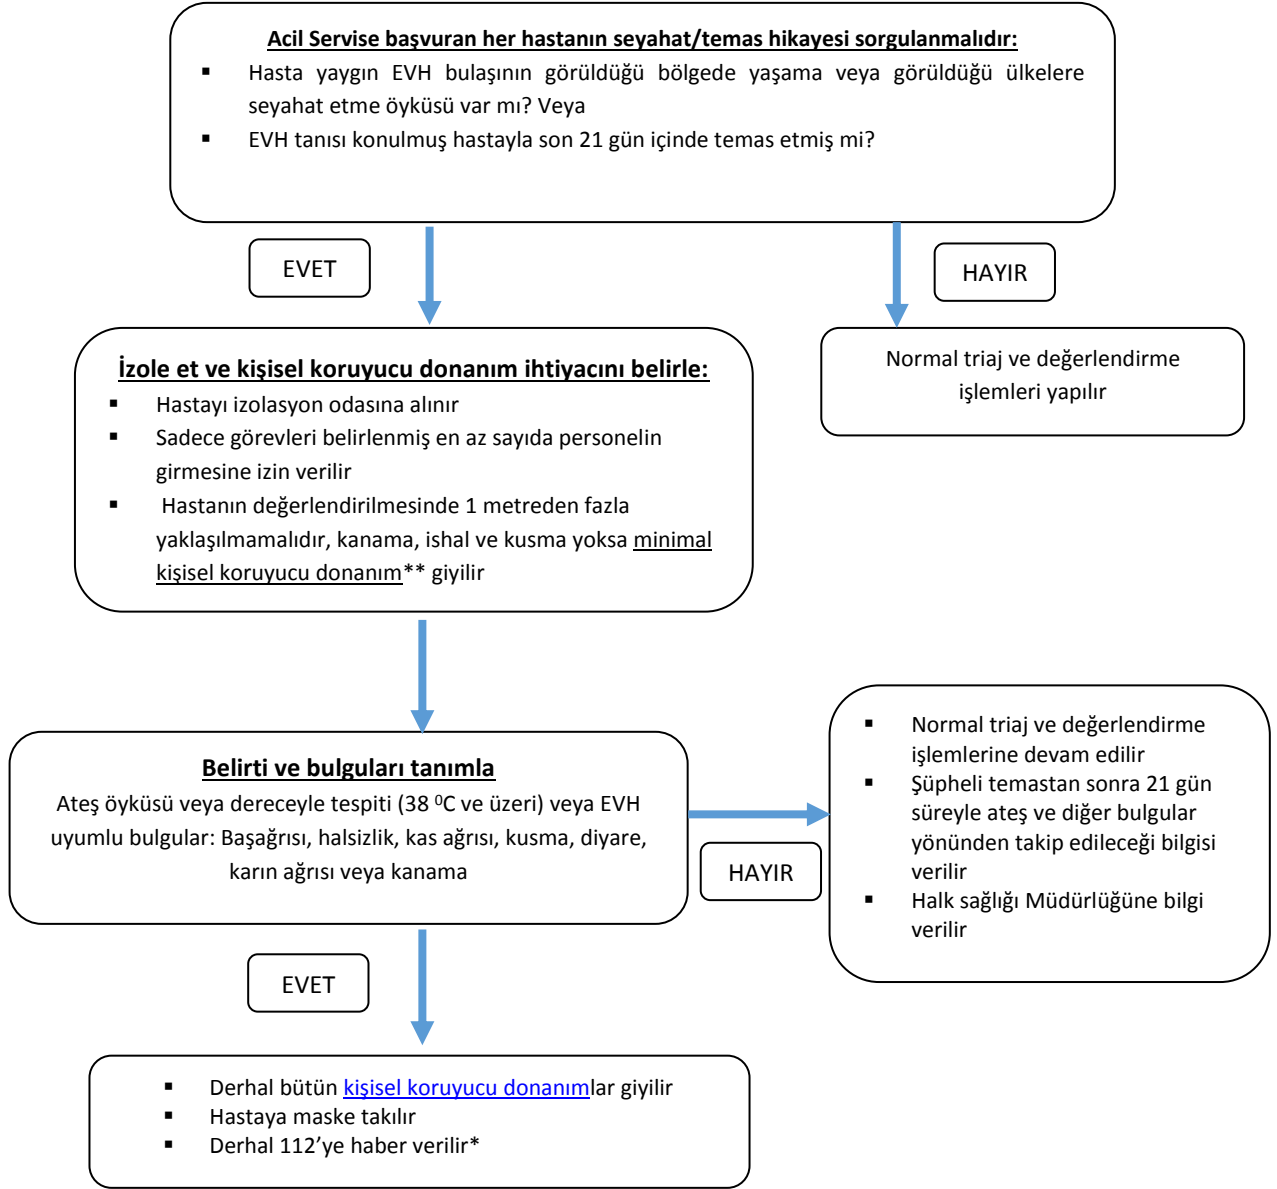 Acil Servise başvuran her hastanın seyahat/temas hikayesi sorgulanmalıdır:
▪ Hasta yaygın EVH bulaşının görüldüğü bölgede yaşama veya görüldüğü ülkelere
seyahat etme öyküsü var mı? Veya
▪ EVH tanısı konulmuş hastayla son 21 gün içinde temas etmiş mi?
EVET
HAYIR
İzole et ve kişisel koruyucu donanım ihtiyacını belirle:
▪ Hastayı izolasyon odasına alınır
▪ Sadece görevleri belirlenmiş en az sayıda personelin
girmesine izin verilir
▪ Hastanın değerlendirilmesinde 1 metreden fazla
yaklaşılmamalıdır, kanama, ishal ve kusma yoksa minimal
kişisel koruyucu donanım** giyilir
Normal triaj ve değerlendirme
işlemleri yapılır
Belirti ve bulguları tanımla
Ateş öyküsü veya dereceyle tespiti (38 ⁰C ve üzeri) veya EVH
uyumlu bulgular: Başağrısı, halsizlik, kas ağrısı, kusma, diyare,
karın ağrısı veya kanama
HAYIR
▪ Normal triaj ve değerlendirme
işlemlerine devam edilir
▪ Şüpheli temastan sonra 21 gün
süreyle ateş ve diğer bulgular
yönünden takip edileceği bilgisi
verilir
▪ Halk sağlığı Müdürlüğüne bilgi
verilir
EVET
▪ Derhal bütün kişisel koruyucu donanımlar giyilir
▪ Hastaya maske takılır
▪ Derhal 112’ye haber verilir*